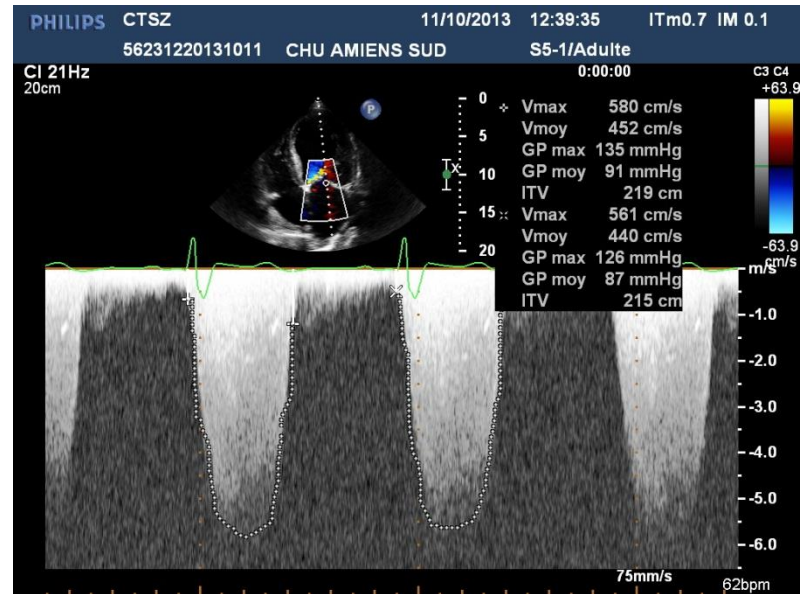 PHILIPS CTSZ 11/10/2013 12:39:35 ITm0.7 IM 0.1
56231220131011 CHU AMIENS SUD S5-1/Adulte
CI 21Hz 0:00:00 C3 C4
20cm +63.9
P
0
5
10
15
20
X
Vmax 580 cm/s
Vmoy 452 cm/s
GP max 135 mmHg
GP moy 91 mmHg
ITV 219 cm
Vmax 561 cm/s
Vmoy 440 cm/s
GP max 126 mmHg
GP moy 87 mmHg
ITV 215 cm
-63.9
cm/s
m/s
-1.0
-2.0
-3.0
-4.0
-5.0
-6.0
75mm/s
62bpm